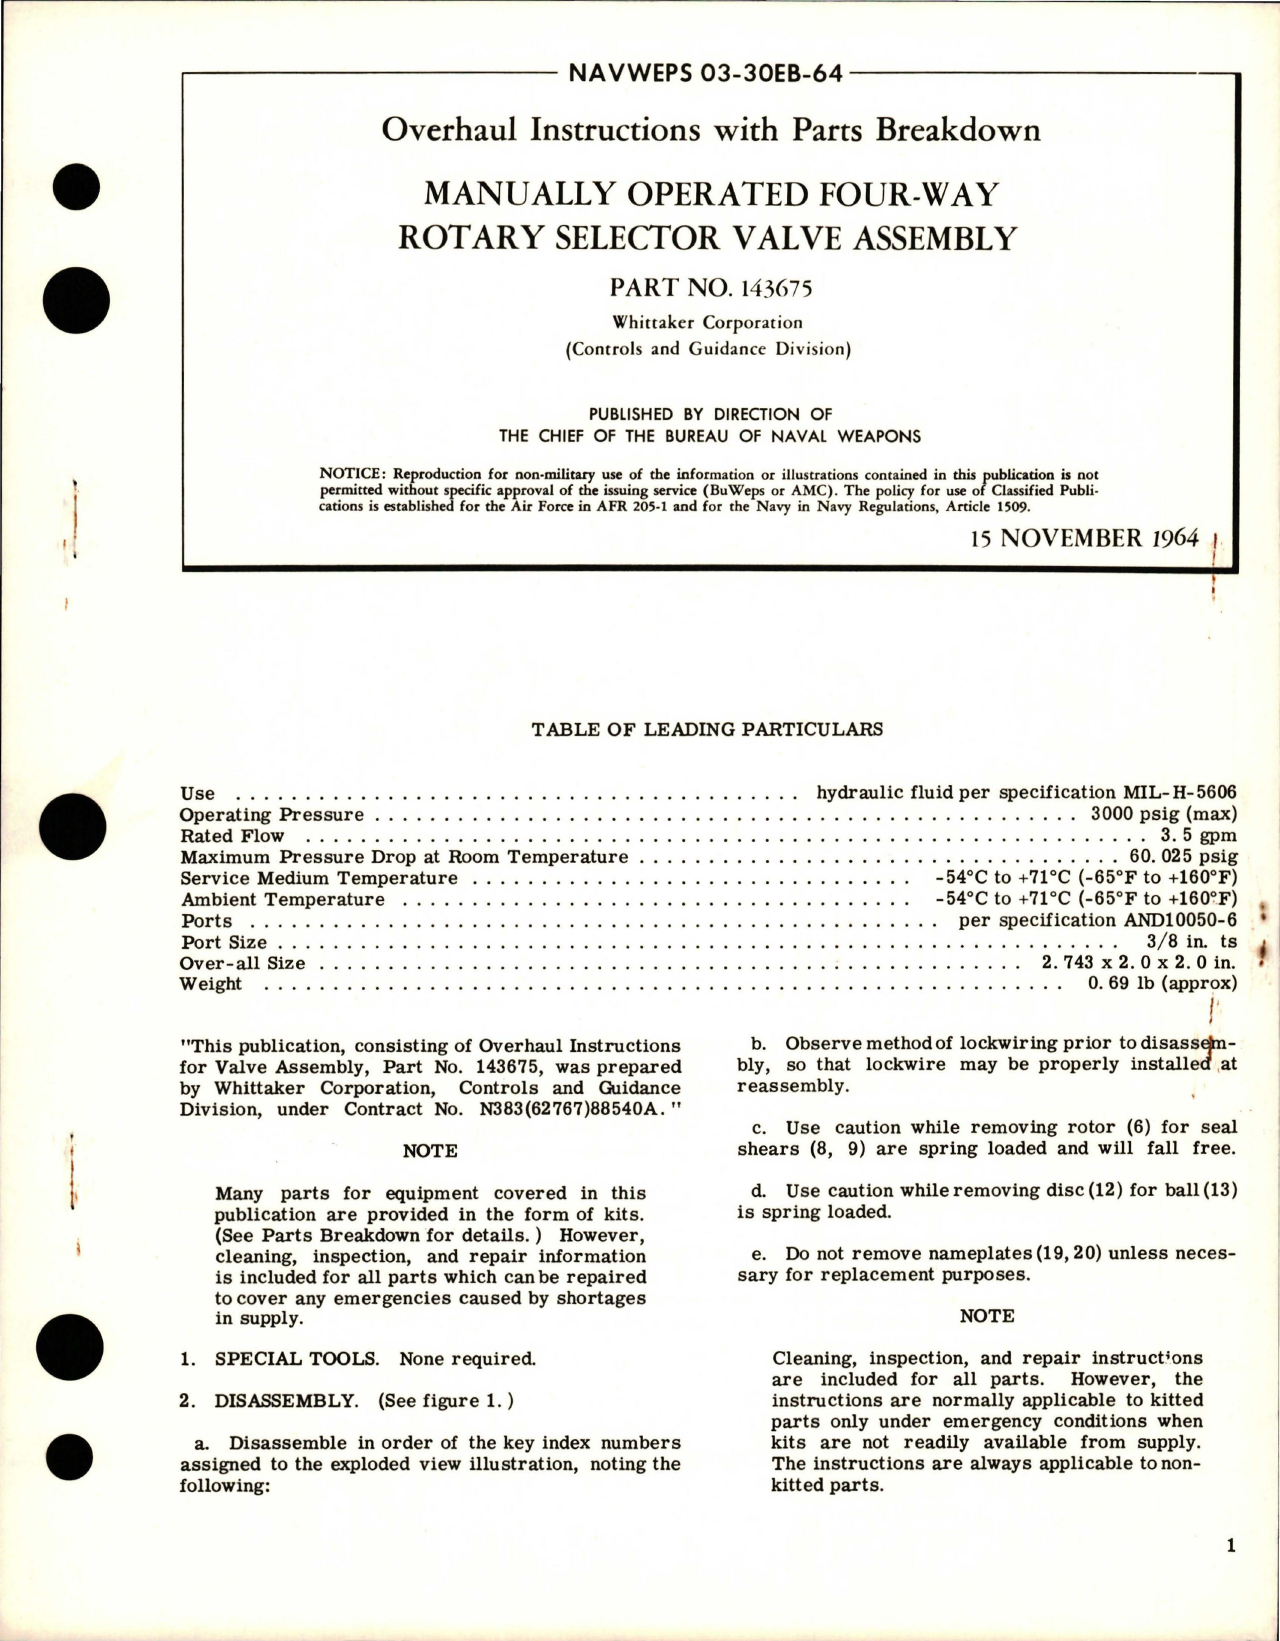 NAVWEPS 03-30EB-64
Overhaul Instructions with Parts Breakdown
MANUALLY OPERATED FOUR-WAY
ROTARY SELECTOR VALVE ASSEMBLY
PART NO. 143675
Whittaker Corporation
(Controls and Guidance Division)
PUBLISHED BY DIRECTION OF
THE CHIEF OF THE BUREAU OF NAVAL WEAPONS
NOTICE: Reproduction for non-military use of the information or illustrations contained in this publication is not
permitted without specific approval of the issuing service (BuWeps or AMC). The policy for use of Classified Publi-
cations is established for the Air Force in AFR 205-1 and for the Navy in Navy Regulations, Article 1509.
15 NOVEMBER 1964
TABLE OF LEADING PARTICULARS
Use . . . . . . . . . . hydraulic fluid per specification MIL-H-5606
Operating Pressure . . . . . . . . . . 3000 psig (max)
Rated Flow . . . . . . . . . . 3.5 gpm
Maximum Pressure Drop at Room Temperature . . . . . . . . . . 60.025 psig
Service Medium Temperature . . . . . . . . . . -54°C to +71°C (-65°F to +160°F)
Ambient Temperature . . . . . . . . . . -54°C to +71°C (-65°F to +160°F)
Ports . . . . . . . . . . per specification AND10050-6
Port Size . . . . . . . . . . 3/8 in. ts
Over-all Size . . . . . . . . . . 2.743 x 2.0 x 2.0 in.
Weight . . . . . . . . . . 0.69 lb (approx)
"This publication, consisting of Overhaul Instructions
for Valve Assembly, Part No. 143675, was prepared
by Whittaker Corporation, Controls and Guidance
Division, under Contract No. N383(62767)88540A."
NOTE
Many parts for equipment covered in this
publication are provided in the form of kits.
(See Parts Breakdown for details.) However,
cleaning, inspection, and repair information
is included for all parts which can be repaired
to cover any emergencies caused by shortages
in supply.
1. SPECIAL TOOLS. None required.
2. DISASSEMBLY. (See figure 1.)
a. Disassemble in order of the key index numbers
assigned to the exploded view illustration, noting the
following:
b. Observe method of lockwiring prior to disassem-
bly, so that lockwire may be properly installed at
reassembly.
c. Use caution while removing rotor (6) for seal
shears (8, 9) are spring loaded and will fall free.
d. Use caution while removing disc (12) for ball (13)
is spring loaded.
e. Do not remove nameplates (19, 20) unless neces-
sary for replacement purposes.
NOTE
Cleaning, inspection, and repair instructions
are included for all parts. However, the
instructions are normally applicable to kitted
parts only under emergency conditions when
kits are not readily available from supply.
The instructions are always applicable to non-
kitted parts.
1